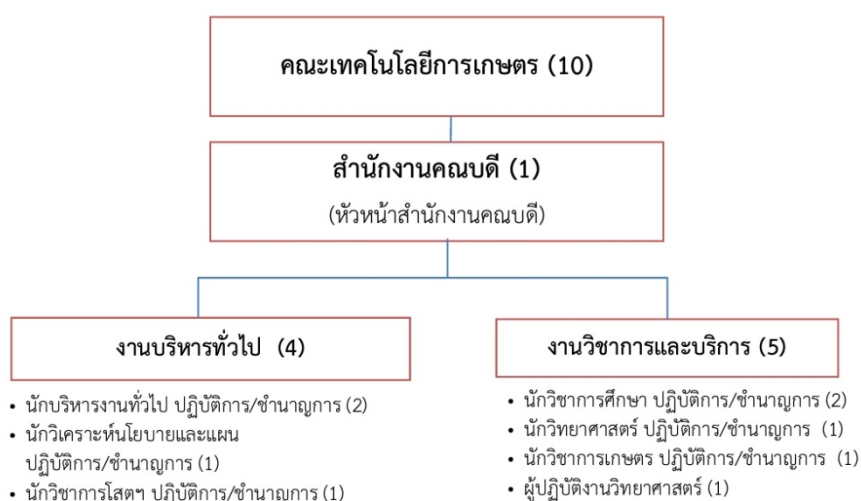 คณะเทคโนโลยีการเกษตร (10)
สำนักงานคณบดี (1)
(หัวหน้าสำนักงานคณบดี)
งานบริหารทั่วไป (4)
• นักบริหารงานทั่วไป ปฏิบัติการ/ชำนาญการ (2)
• นักวิเคราะห์นโยบายและแผน
ปฏิบัติการ/ชำนาญการ (1)
• นักวิชาการโสตฯ ปฏิบัติการ/ชำนาญการ (1)
งานวิชาการและบริการ (5)
• นักวิชาการศึกษา ปฏิบัติการ/ชำนาญการ (2)
• นักวิทยาศาสตร์ ปฏิบัติการ/ชำนาญการ (1)
• นักวิชาการเกษตร ปฏิบัติการ/ชำนาญการ (1)
• ผู้ปฏิบัติงานวิทยาศาสตร์ (1)